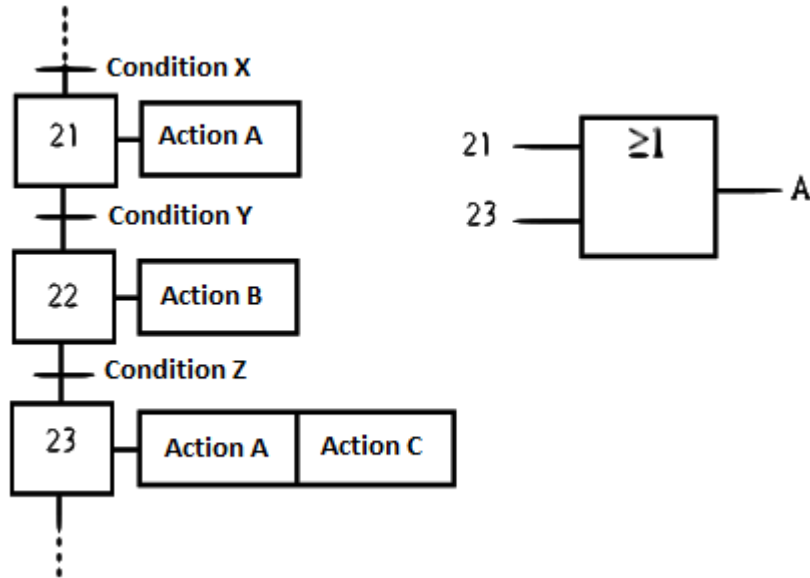 Condition X
21
Action A
Condition Y
22
Action B
Condition Z
23
Action A
Action C
≥1
21
23
A